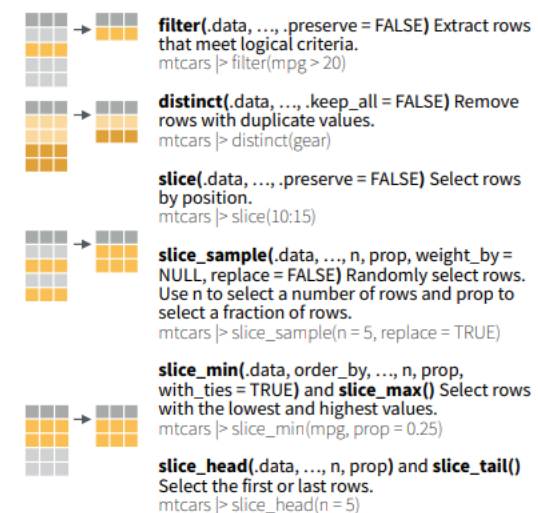 filter(.data, …, .preserve = FALSE) Extract rows
that meet logical criteria.
mtcars |> filter(mpg > 20)
distinct(.data, …, .keep_all = FALSE) Remove
rows with duplicate values.
mtcars |> distinct(gear)
slice(.data, …, .preserve = FALSE) Select rows
by position.
mtcars |> slice(10:15)
slice_sample(.data, …, n, prop, weight_by =
NULL, replace = FALSE) Randomly select rows.
Use n to select a number of rows and prop to
select a fraction of rows.
mtcars |> slice_sample(n = 5, replace = TRUE)
slice_min(.data, order_by, …, n, prop,
with_ties = TRUE) and slice_max() Select rows
with the lowest and highest values.
mtcars |> slice_min(mpg, prop = 0.25)
slice_head(.data, …, n, prop) and slice_tail()
Select the first or last rows.
mtcars |> slice_head(n = 5)